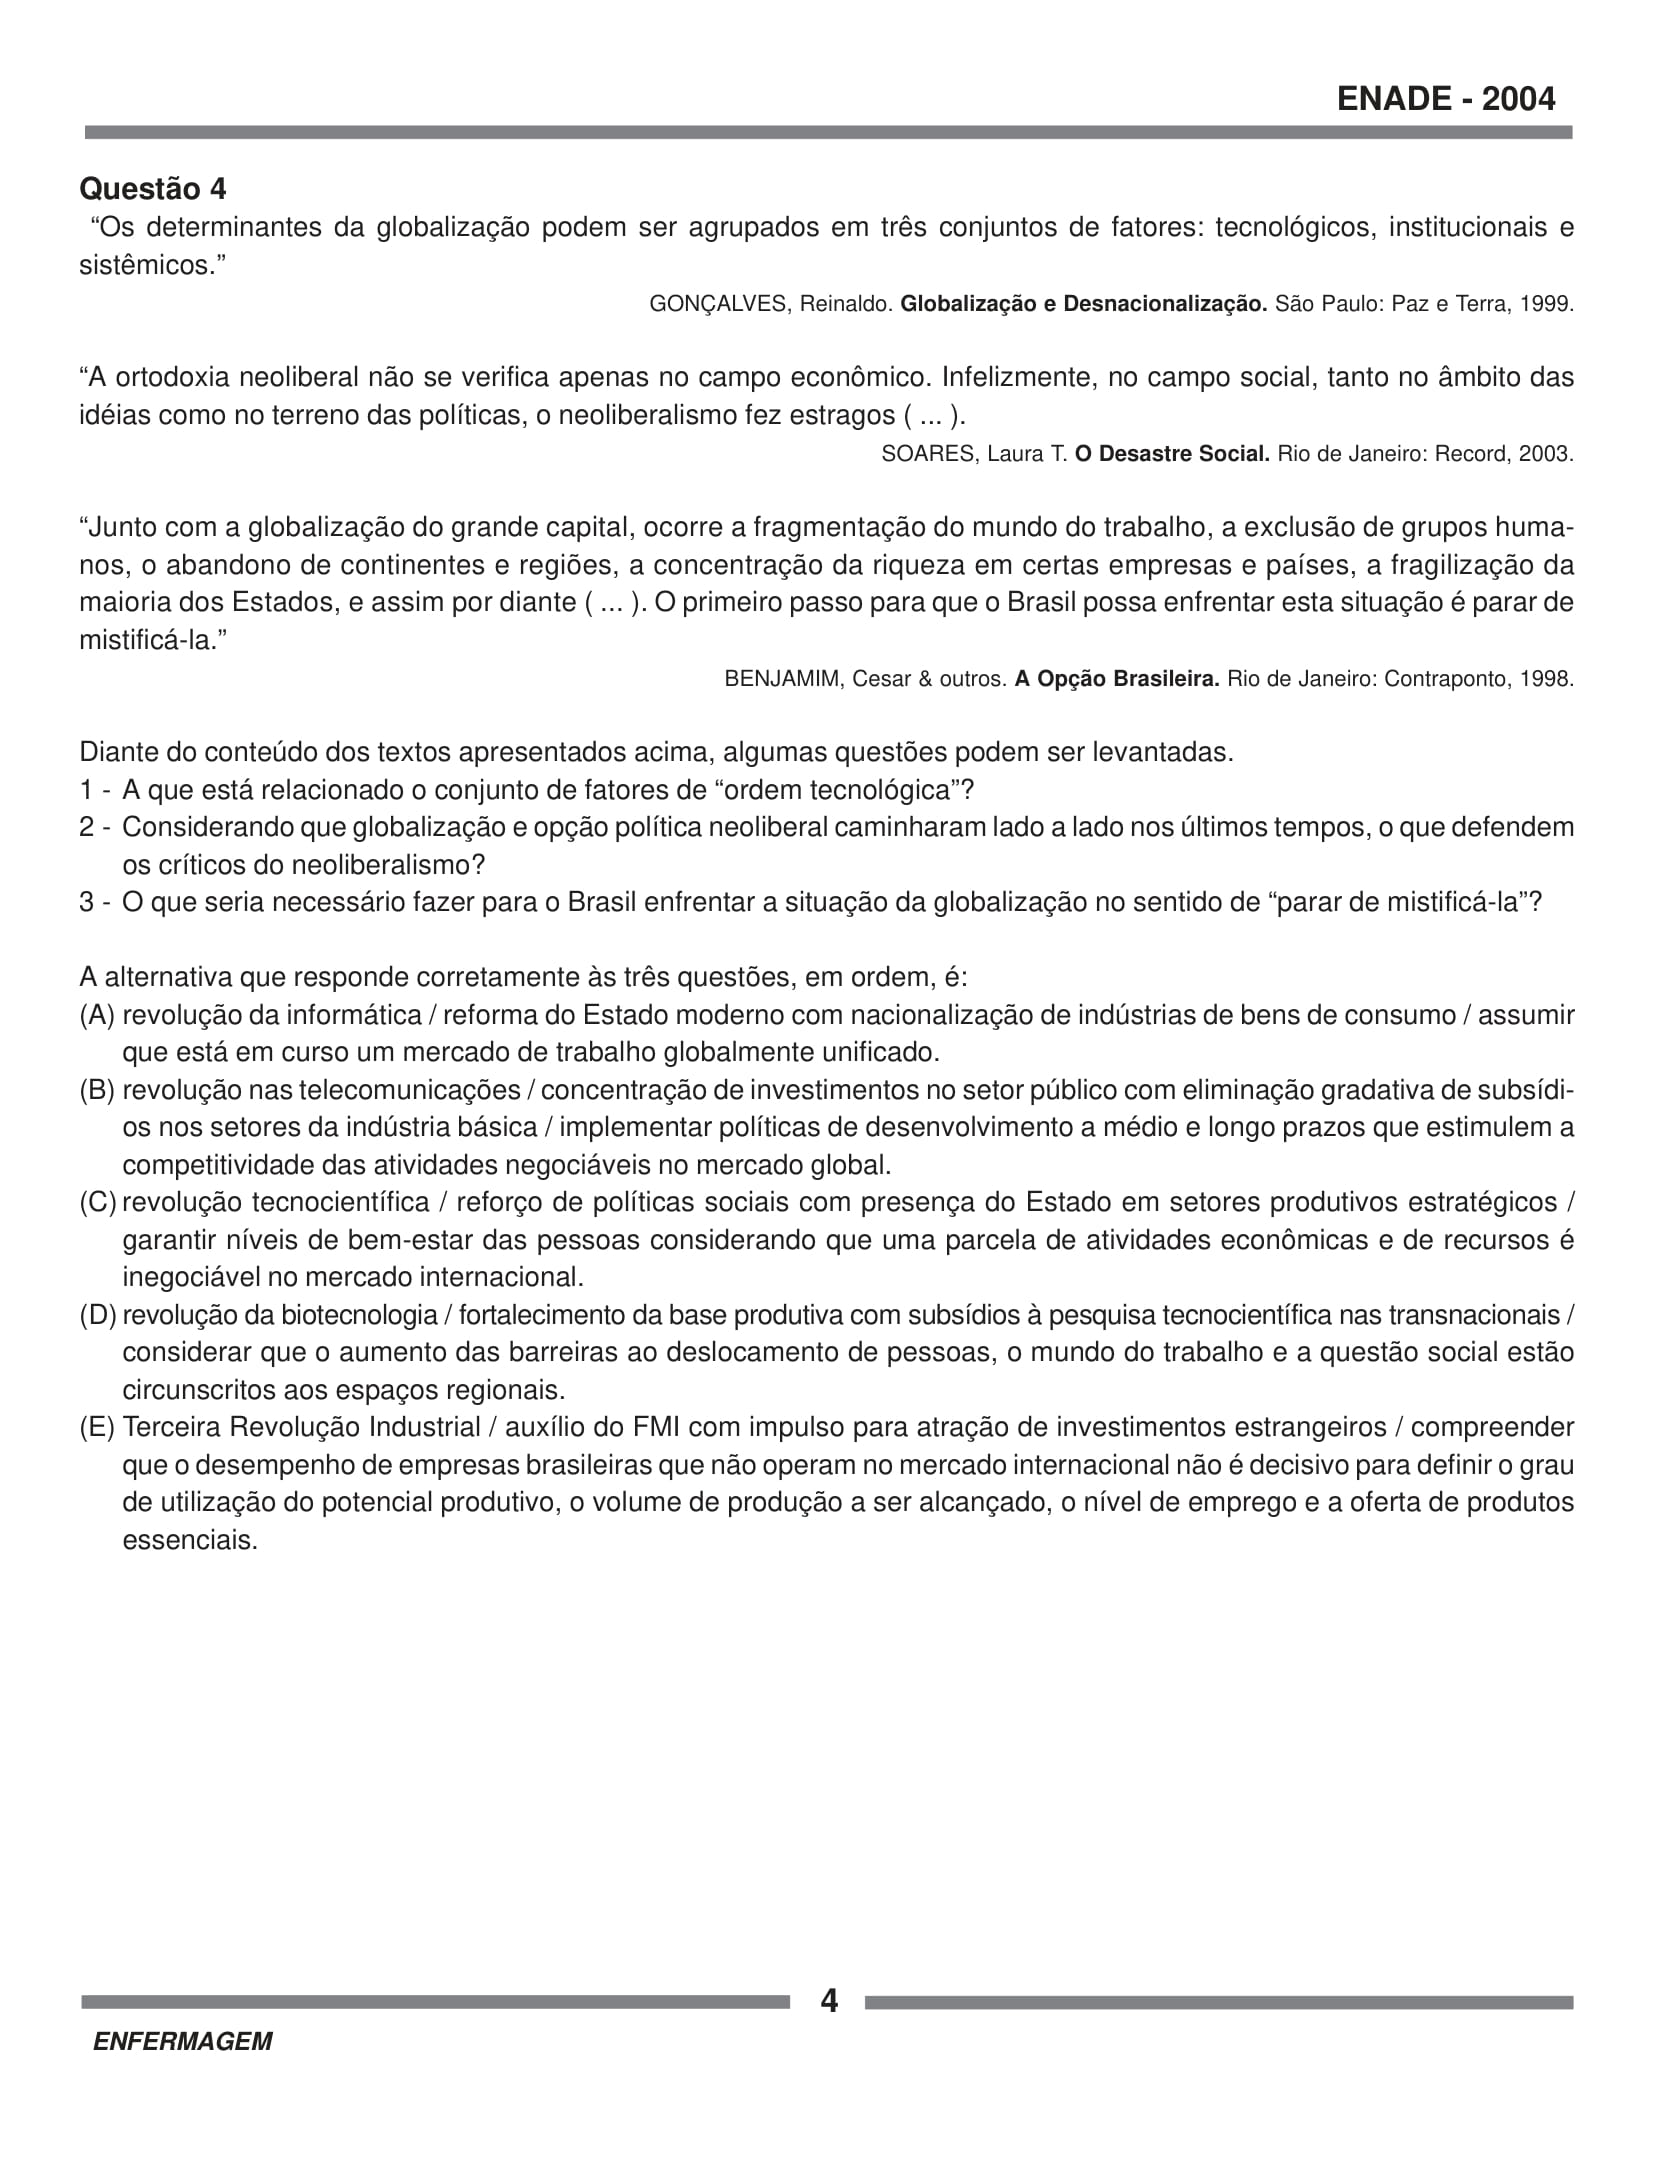 ENADE - 2004
Questão 4
“Os determinantes da globalização podem ser agrupados em três conjuntos de fatores: tecnológicos, institucionais e
sistêmicos.”
GONÇALVES, Reinaldo. Globalização e Desnacionalização. São Paulo: Paz e Terra, 1999.
“A ortodoxia neoliberal não se verifica apenas no campo econômico. Infelizmente, no campo social, tanto no âmbito das
idéias como no terreno das políticas, o neoliberalismo fez estragos ( ... ).
SOARES, Laura T. O Desastre Social. Rio de Janeiro: Record, 2003.
“Junto com a globalização do grande capital, ocorre a fragmentação do mundo do trabalho, a exclusão de grupos huma-
nos, o abandono de continentes e regiões, a concentração da riqueza em certas empresas e países, a fragilização da
maioria dos Estados, e assim por diante ( ... ). O primeiro passo para que o Brasil possa enfrentar esta situação é parar de
mistificá-la.”
BENJAMIM, Cesar & outros. A Opção Brasileira. Rio de Janeiro: Contraponto, 1998.
Diante do conteúdo dos textos apresentados acima, algumas questões podem ser levantadas.
1 - A que está relacionado o conjunto de fatores de “ordem tecnológica”?
2 - Considerando que globalização e opção política neoliberal caminharam lado a lado nos últimos tempos, o que defendem
os críticos do neoliberalismo?
3 - O que seria necessário fazer para o Brasil enfrentar a situação da globalização no sentido de “parar de mistificá-la”?
A alternativa que responde corretamente às três questões, em ordem, é:
(A) revolução da informática / reforma do Estado moderno com nacionalização de indústrias de bens de consumo / assumir
que está em curso um mercado de trabalho globalmente unificado.
(B) revolução nas telecomunicações / concentração de investimentos no setor público com eliminação gradativa de subsídi-
os nos setores da indústria básica / implementar políticas de desenvolvimento a médio e longo prazos que estimulem a
competitividade das atividades negociáveis no mercado global.
(C) revolução tecnocientífica / reforço de políticas sociais com presença do Estado em setores produtivos estratégicos /
garantir níveis de bem-estar das pessoas considerando que uma parcela de atividades econômicas e de recursos é
inegociável no mercado internacional.
(D) revolução da biotecnologia / fortalecimento da base produtiva com subsídios à pesquisa tecnocientífica nas transnacionais /
considerar que o aumento das barreiras ao deslocamento de pessoas, o mundo do trabalho e a questão social estão
circunscritos aos espaços regionais.
(E) Terceira Revolução Industrial / auxílio do FMI com impulso para atração de investimentos estrangeiros / compreender
que o desempenho de empresas brasileiras que não operam no mercado internacional não é decisivo para definir o grau
de utilização do potencial produtivo, o volume de produção a ser alcançado, o nível de emprego e a oferta de produtos
essenciais.
4
ENFERMAGEM